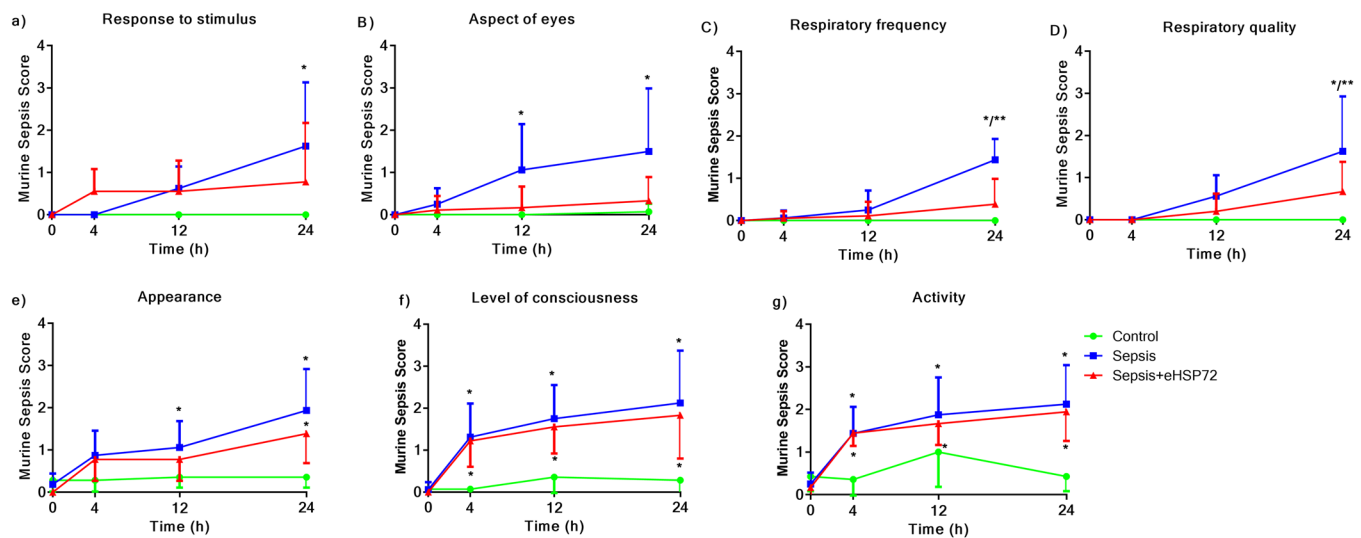 a) Response to stimulus
Murine Sepsis Score
4
3
2
1
0
*
0 4 12 24
Time (h)
B) Aspect of eyes
Murine Sepsis Score
4
3
2
1
0
* *
0 4 12 24
Time (h)
C) Respiratory frequency
Murine Sepsis Score
4
3
2
1
0
*/**
0 4 12 24
Time (h)
D) Respiratory quality
Murine Sepsis Score
4
3
2
1
0
*/**
0 4 12 24
Time (h)
e) Appearance
Murine Sepsis Score
4
3
2
1
0
* *
*
0 4 12 24
Time (h)
f) Level of consciousness
Murine Sepsis Score
4
3
2
1
0
* * *
* * *
0 4 12 24
Time (h)
g) Activity
Murine Sepsis Score
4
3
2
1
0
* * *
* * *
0 4 12 24
Time (h)
Control
Sepsis
Sepsis+eHSP72